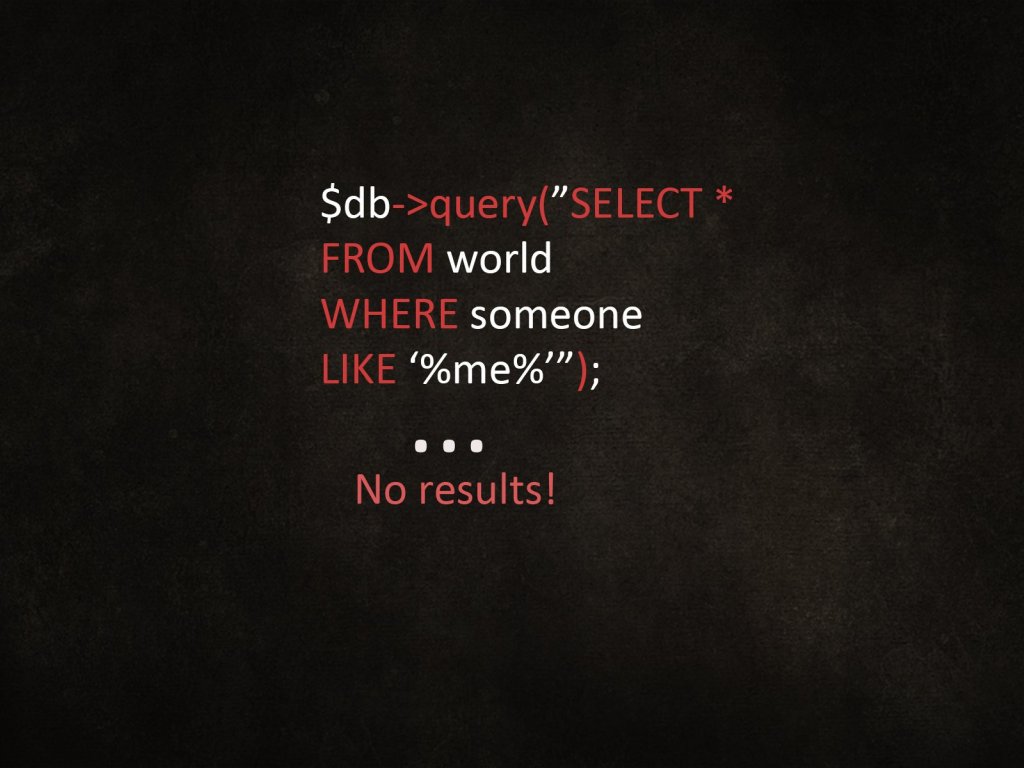 $db->query(”SELECT *
FROM world
WHERE someone
LIKE ‘%me%’”);
...
No results!